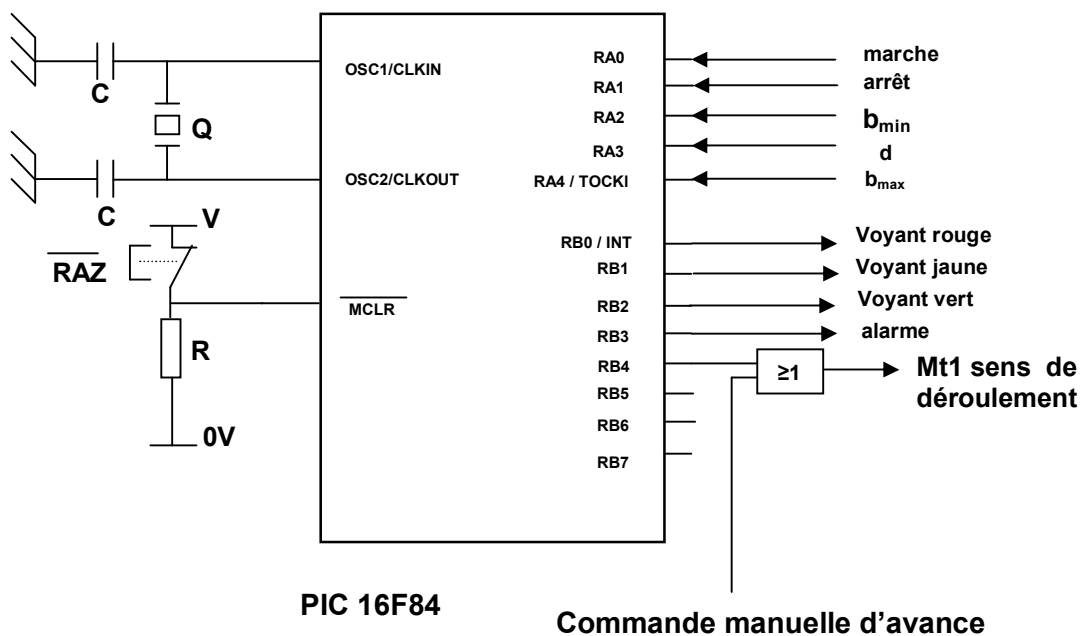 C
Q
C
V
RAZ
R
0V
OSC1/CLKIN
OSC2/CLKOUT
MCLR
RA0
RA1
RA2
RA3
RA4 / TOCKI
RB0 / INT
RB1
RB2
RB3
RB4
RB5
RB6
RB7
marche
arrêt
bmin
d
bmax
Voyant rouge
Voyant jaune
Voyant vert
alarme
≥1
Mt1 sens de
déroulement
PIC 16F84
Commande manuelle d’avance